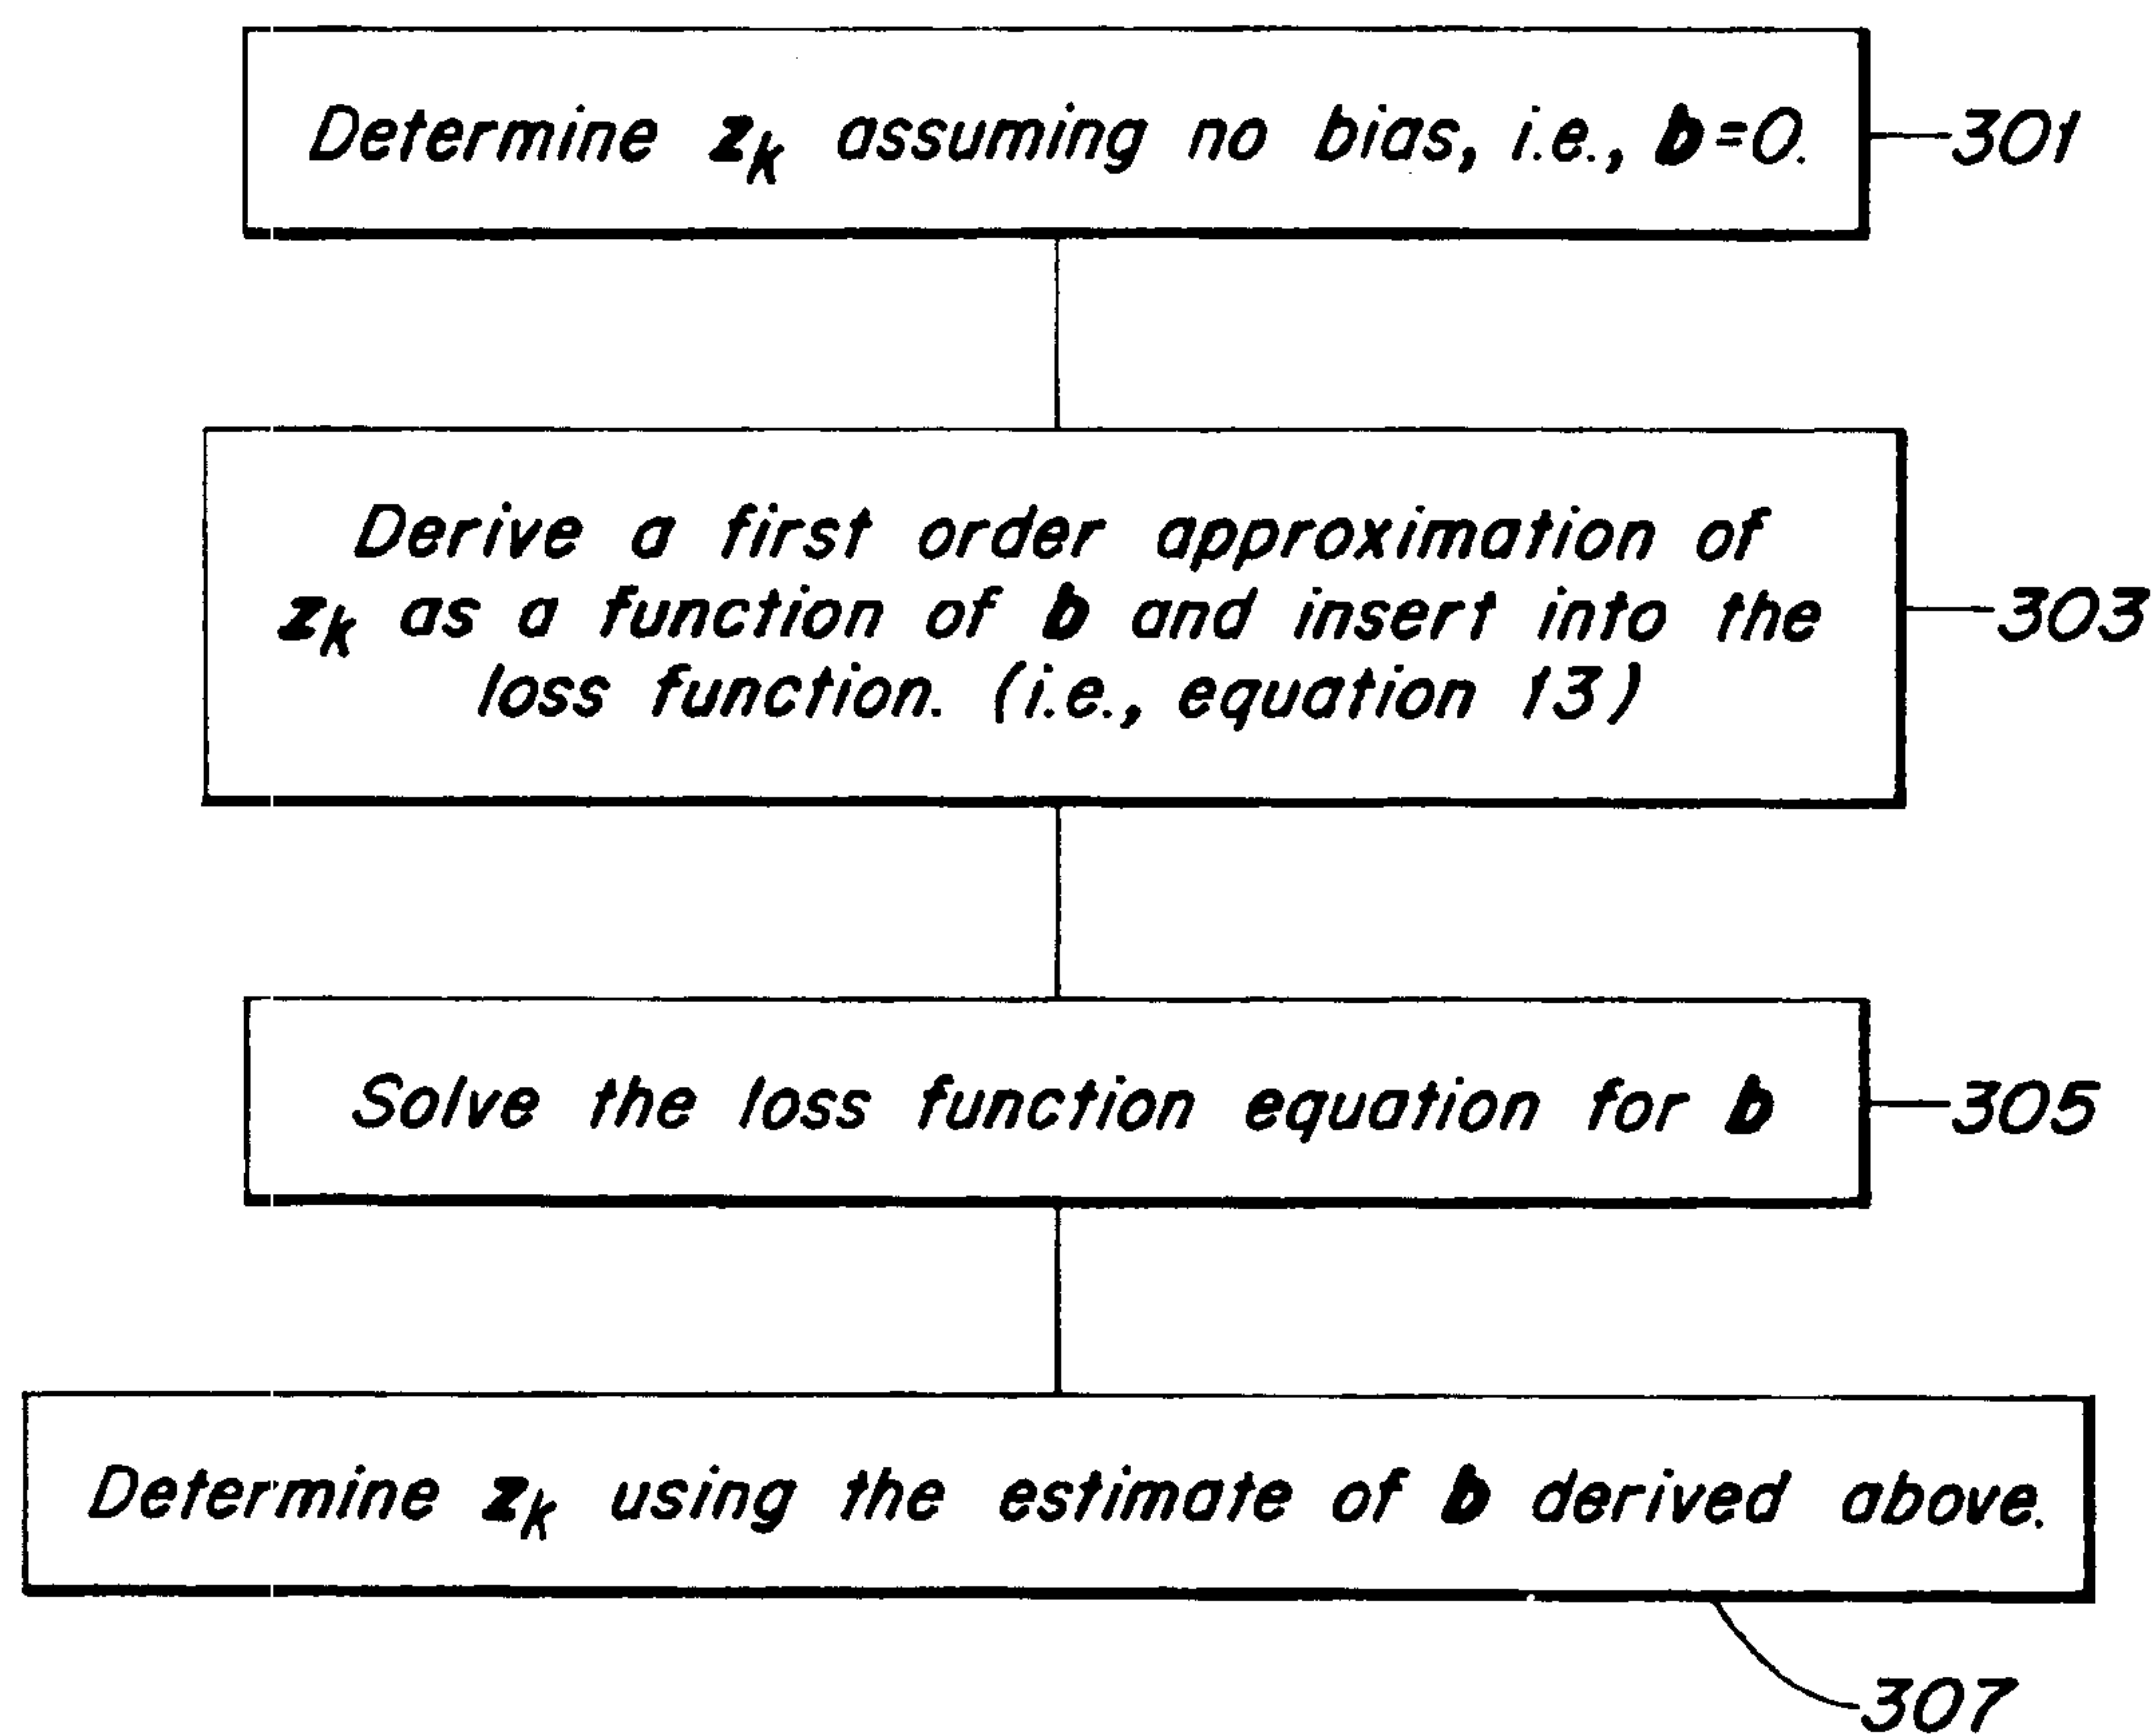 Determine zk assuming no bias, i.e., b=0.
301
Derive a first order approximation of
zk as a function of b and insert into the
loss function. (i.e., equation 13)
303
Solve the loss function equation for b
305
Determine zk using the estimate of b derived above.
307